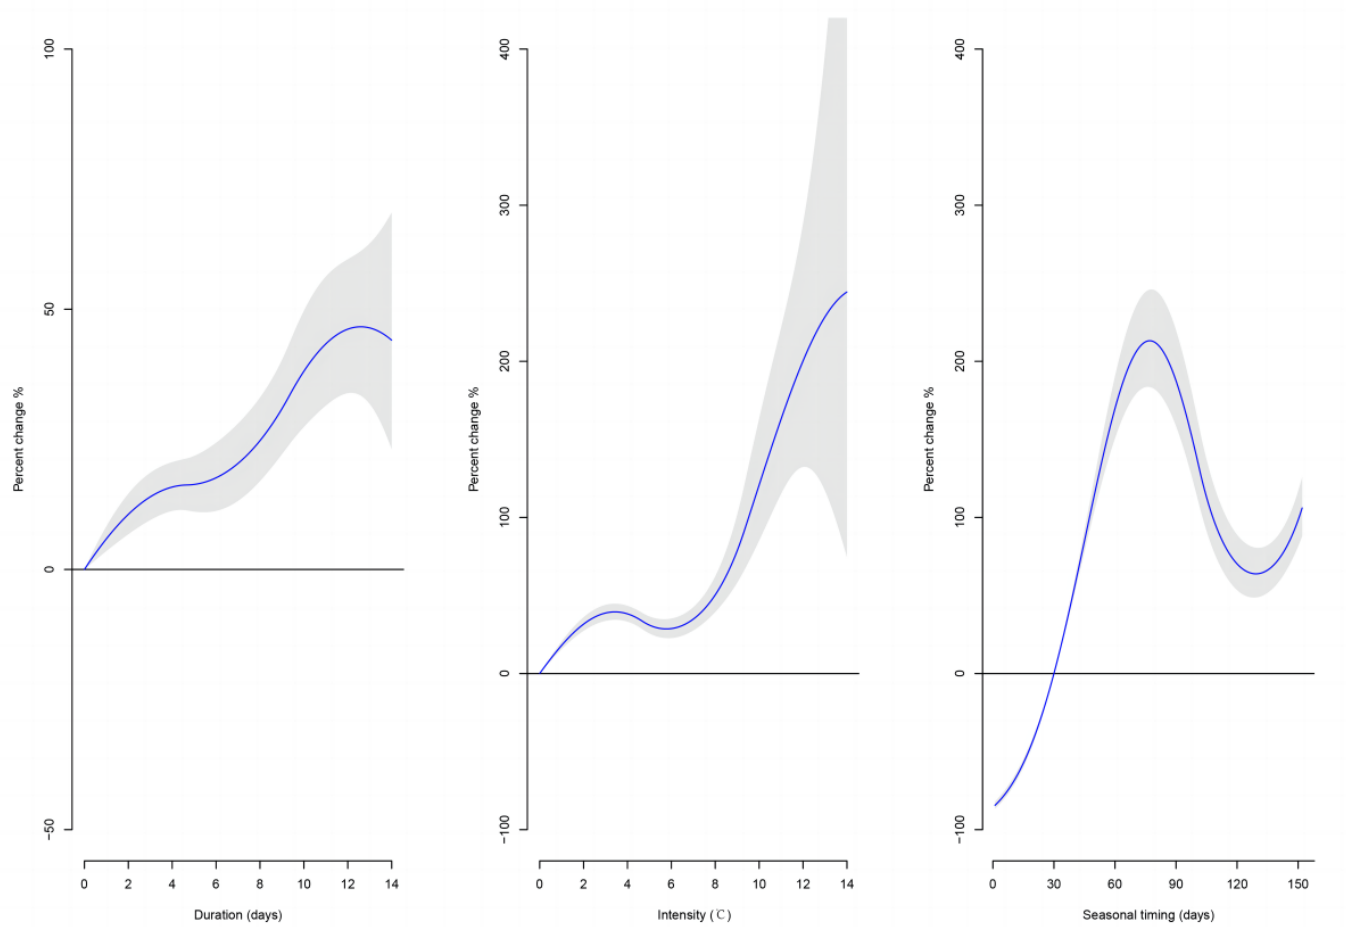 100
50
0
−50
Percent change %
0 2 4 6 8 10 12 14
Duration (days)
400
300
200
100
0
−100
Percent change %
0 2 4 6 8 10 12 14
Intensity (℃)
400
300
200
100
0
−100
Percent change %
0 30 60 90 120 150
Seasonal timing (days)